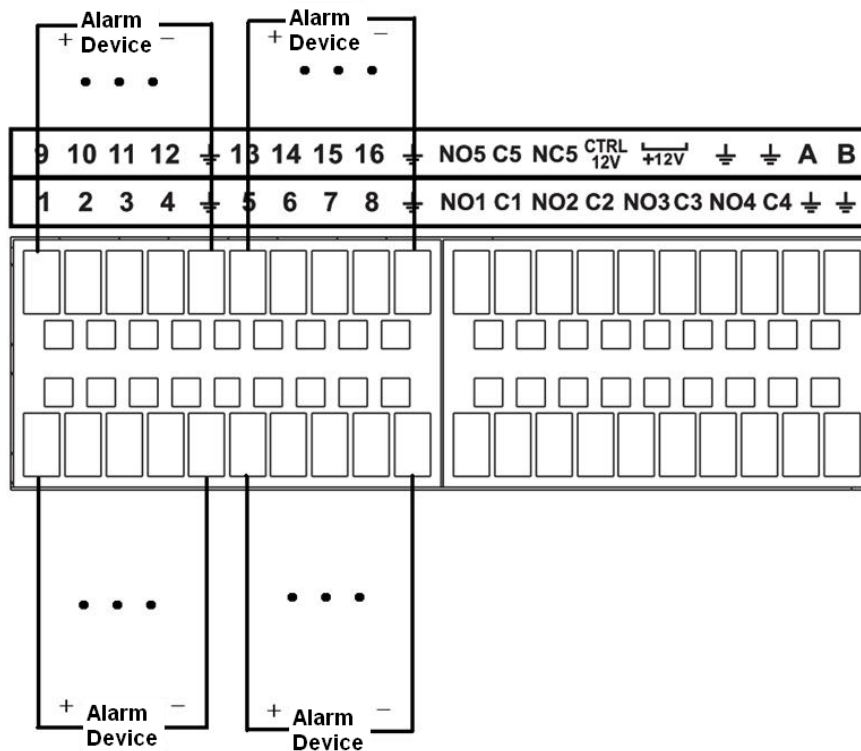 Alarm Device
+ −
Alarm Device
+ −
9 10 11 12 ⏚ 13 14 15 16 ⏚ NO5 C5 NC5 CTRL 12V +12V ⏚ ⏚ A B
1 2 3 4 ⏚ 5 6 7 8 ⏚ NO1 C1 NO2 C2 NO3 C3 NO4 C4 ⏚ ⏚
+ −
Alarm
Device
+ −
Alarm
Device